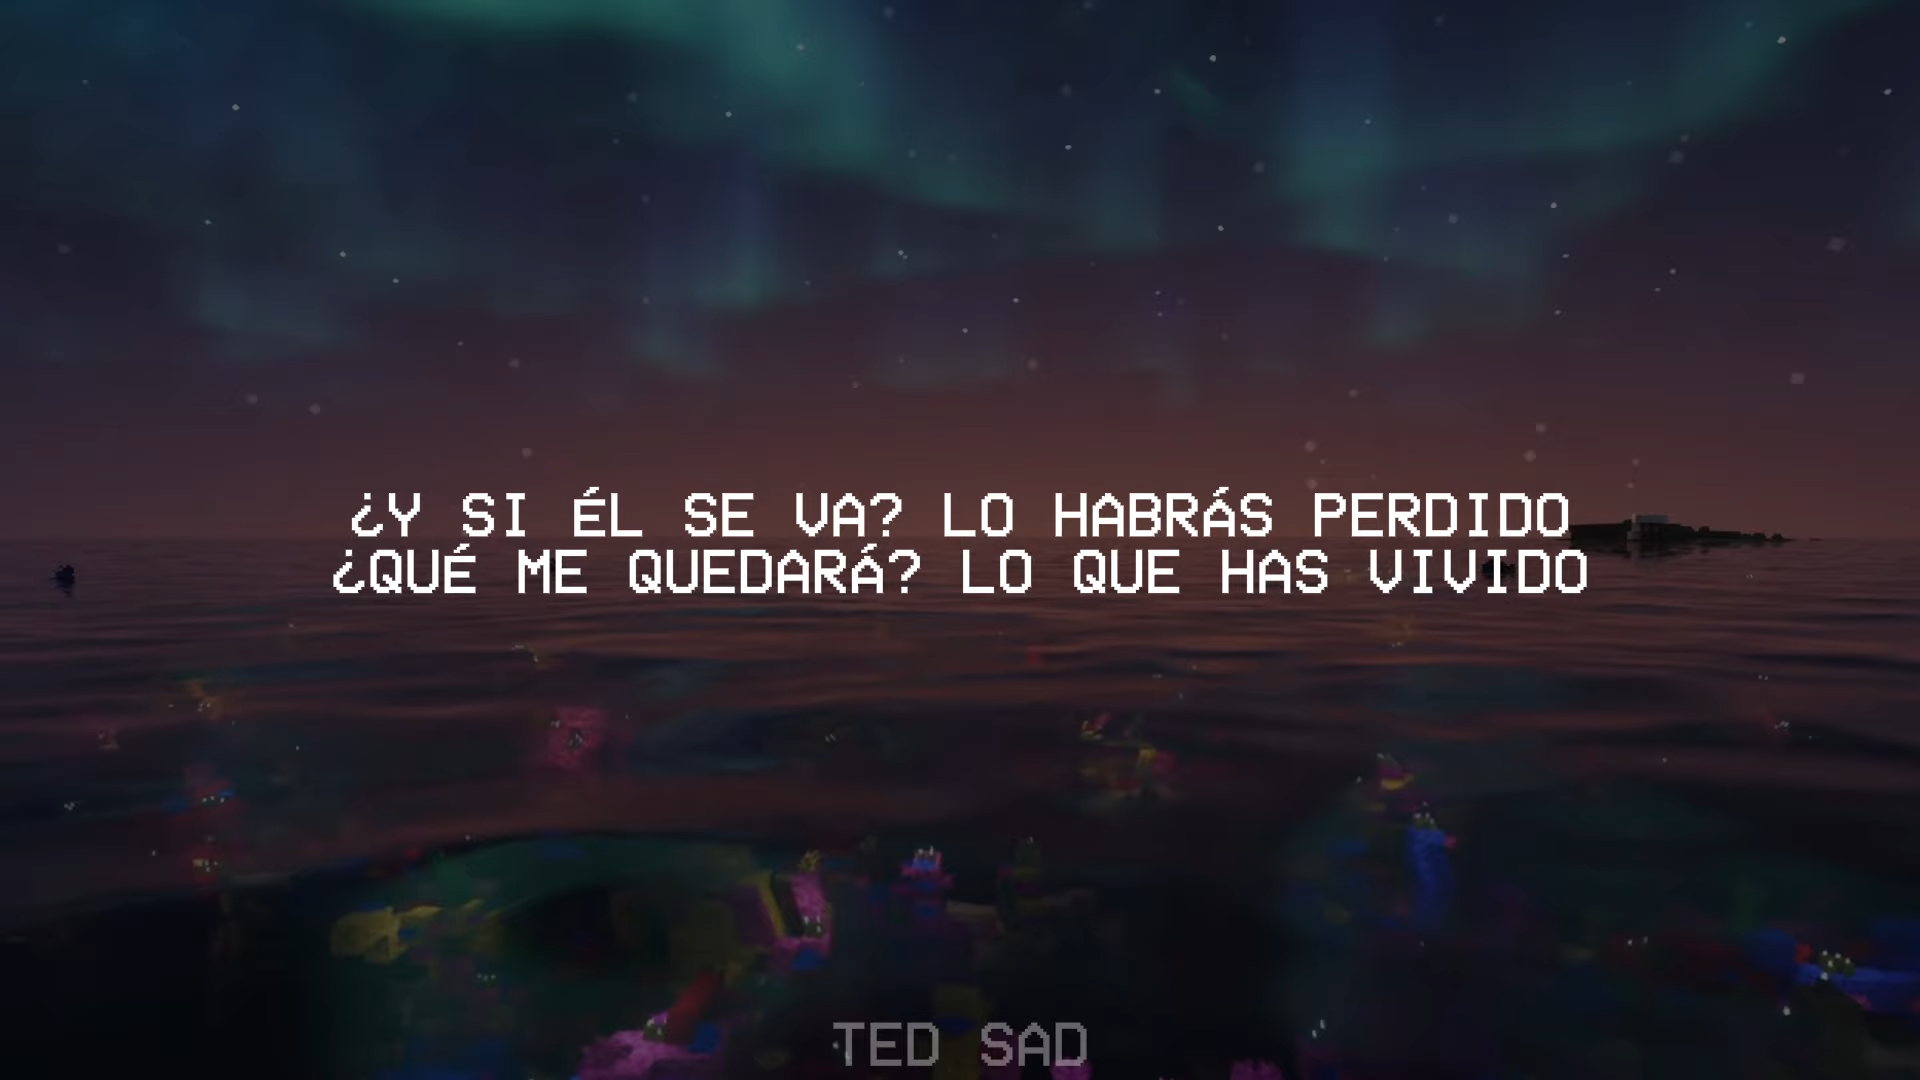 ¿Y SI ÉL SE VA? LO HABRÁS PERDIDO
¿QUÉ ME QUEDARÁ? LO QUE HAS VIVIDO
TED SAD